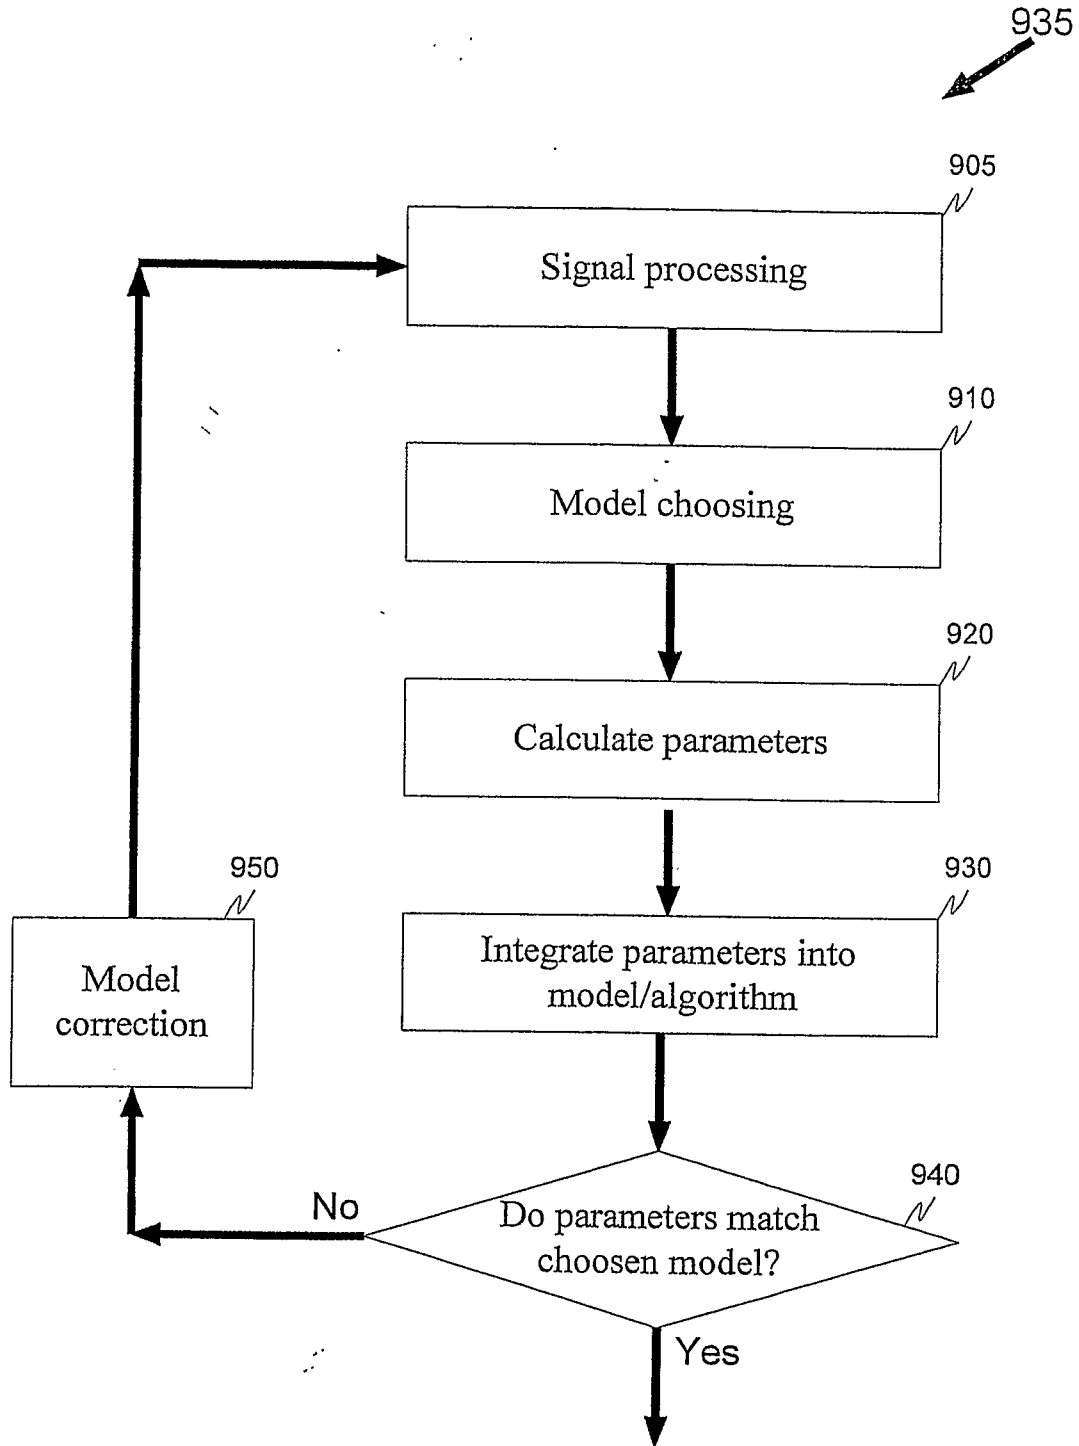 935
905
Signal processing
910
Model choosing
920
Calculate parameters
930
Integrate parameters into
model/algorithm
950
Model
correction
940
Do parameters match
choosen model?
No
Yes